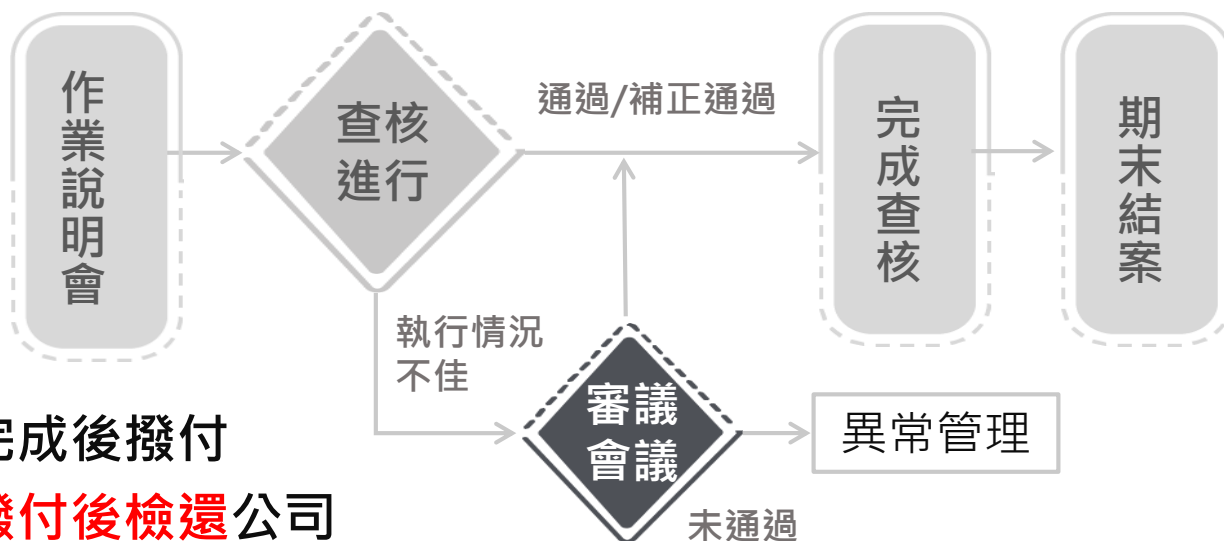 作業說明會
查核
進行
通過/補正通過
完成查核
期末結案
執行情況
不佳
審議
會議
異常管理
未通過
完成後撥付
撥付後檢還公司